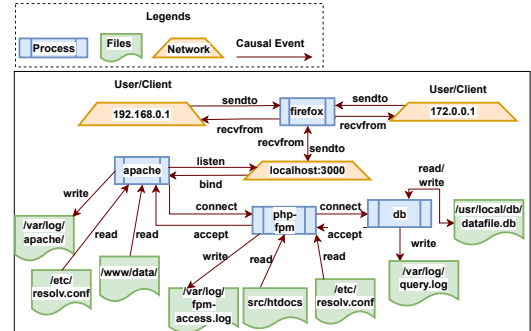 Legends
Process
Files
Network
Causal Event
User/Client
User/Client
192.168.0.1
sendto
recvfrom
firefox
sendto
recvfrom
172.0.0.1
recvfrom
sendto
apache
listen
bind
localhost:3000
write
read
read
connect
accept
php-
fpm
connect
accept
db
read/
write
/usr/local/db/
datafile.db
/var/log/
apache/
/etc/
resolv.conf
/www/data/
write
read
read
write
/var/log/
fpm-
access.log
src/htdocs
/etc/
resolv.conf
/var/log/
query.log